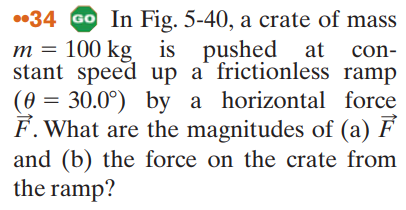 ••34 GO In Fig. 5-40, a crate of mass
m = 100 kg is pushed at con-
stant speed up a frictionless ramp
(θ = 30.0°) by a horizontal force
F⃗. What are the magnitudes of (a) F⃗
and (b) the force on the crate from
the ramp?